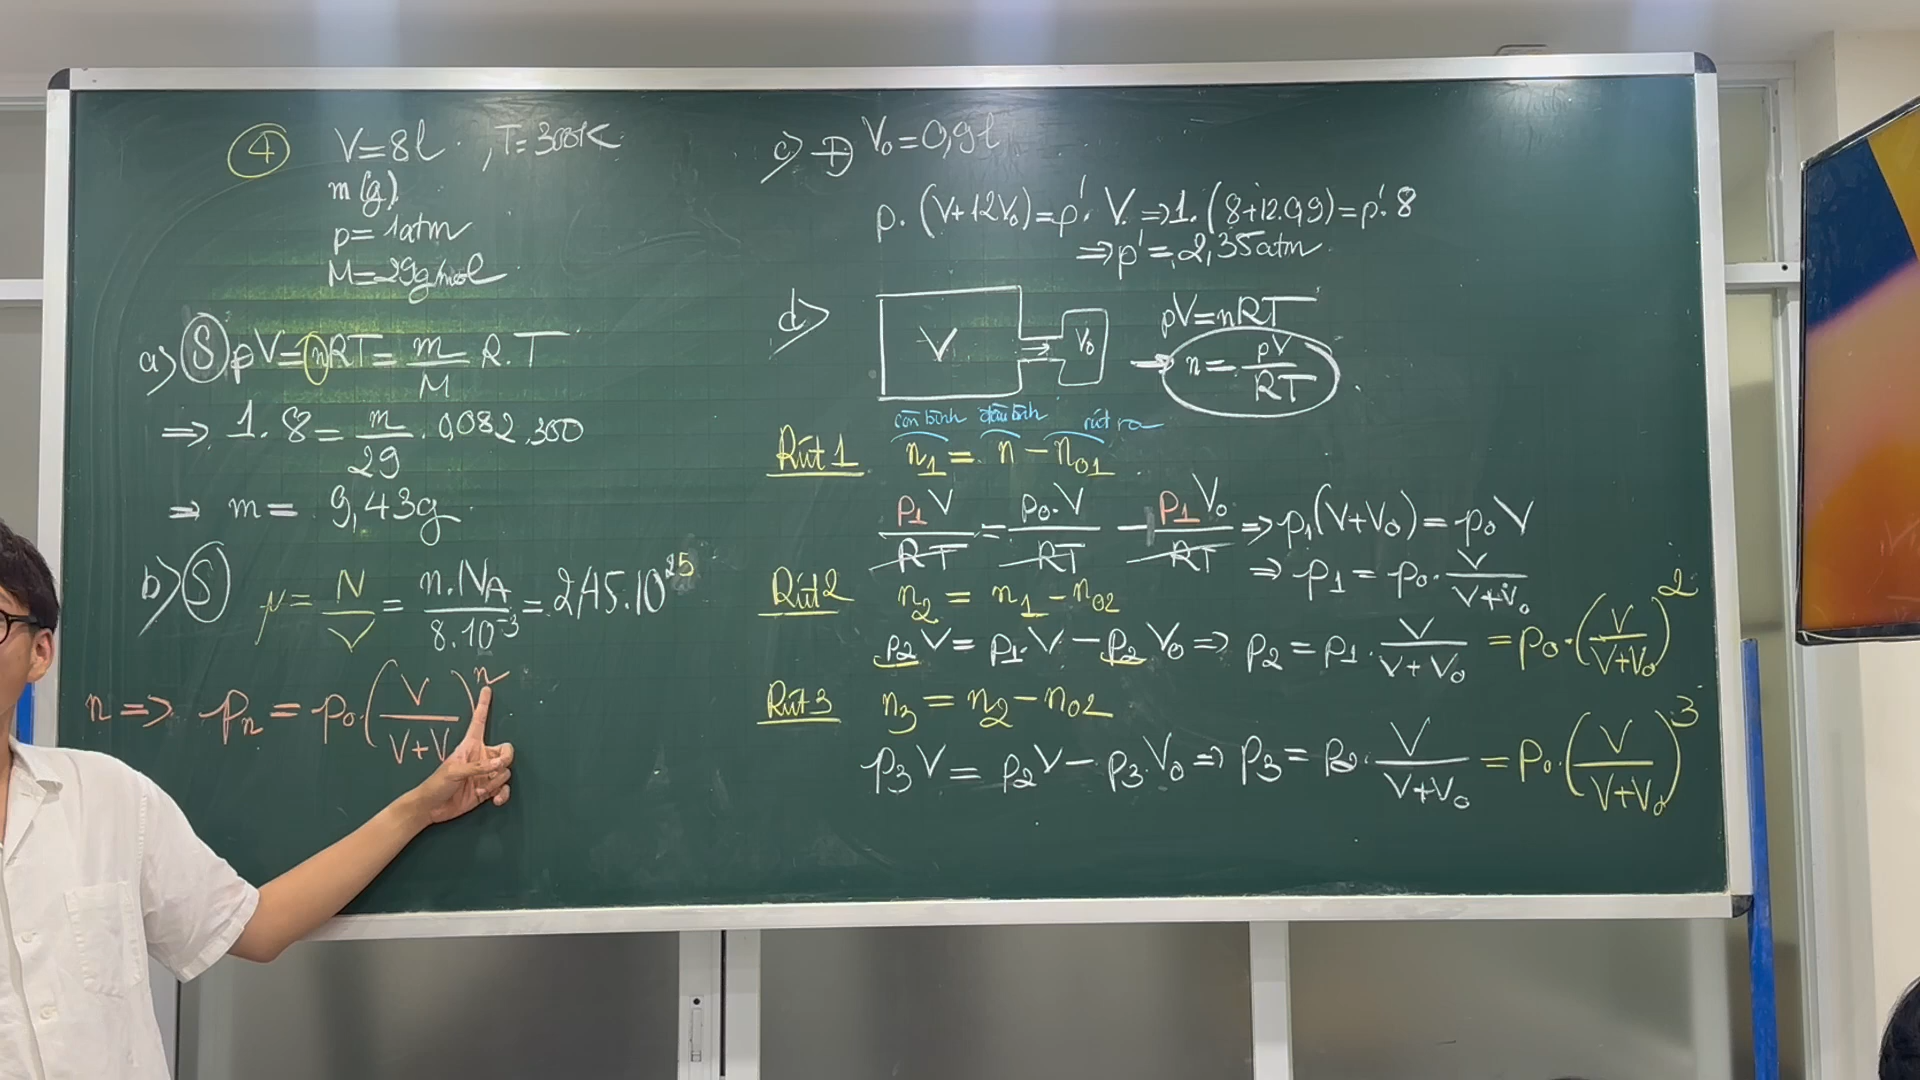 4
V=8l , T=300K
m(g)
p=1atm
M=29g/mol
a) S pV=nRT=m/M R.T
=> 1.8=m/29.0,082.300
=> m=9,43g
b) S
μ=N/V=n.NA/8.10^-3=2,45.10^25
n => pn=p0.(V/V+V)^n
c) Đ V0=0,9l
p.(V+12V0)=p'.V.=>1.(8+12.0,9)=p'.8
=>p'=2,35atm
d)
V V0
pV=nRT
→ n=pV/RT
còn bình đầu bình rút ra
Rút 1 n1=n-n01
p1V/RT=p0.V/RT-p1V0/RT=>p1(V+V0)=p0V
=> p1=p0.V/V+V0
Rút 2 n2=n1-n02
p2V=p1.V-p2V0=>p2=p1.V/V+V0=p0.(V/V+V0)^2
Rút 3 n3=n2-n02
p3V=p2V-p3.V0=>p3=p2.V/V+V0=p0.(V/V+V0)^3